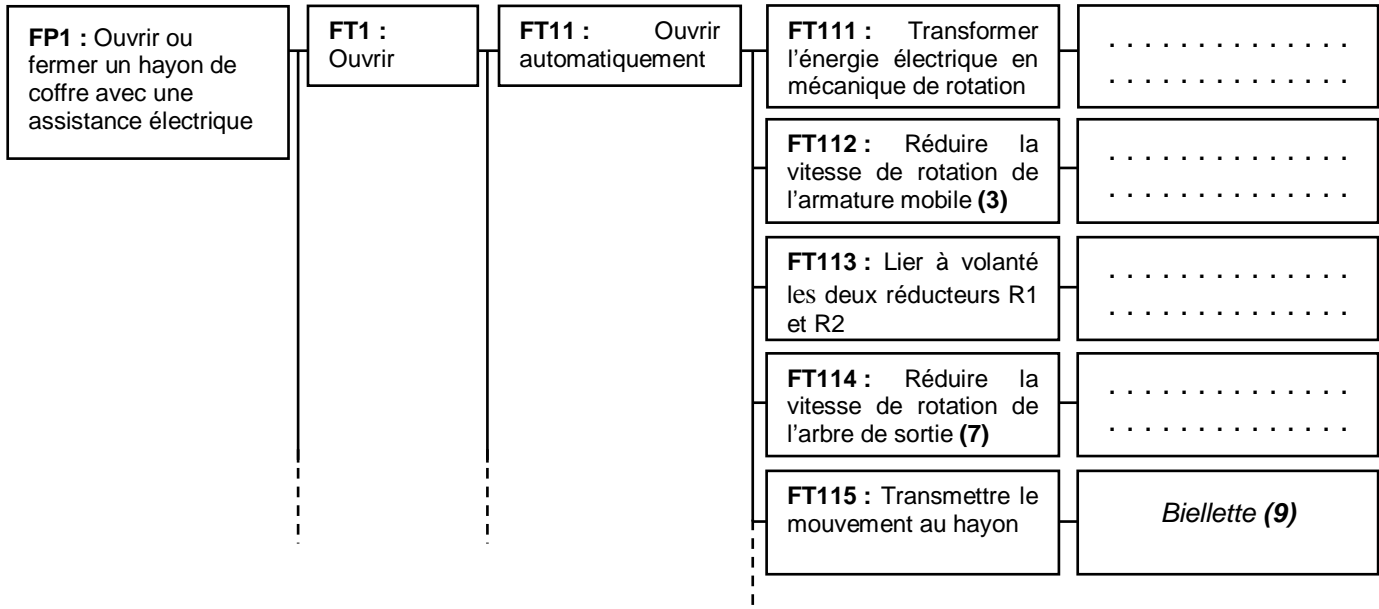 FP1 : Ouvrir ou
fermer un hayon de
coffre avec une
assistance électrique
FT1 :
Ouvrir
FT11 : Ouvrir
automatiquement
FT111 : Transformer
l’énergie électrique en
mécanique de rotation
. . . . . . . . . . . . . .
. . . . . . . . . . . . . .
FT112 : Réduire la
vitesse de rotation de
l’armature mobile (3)
. . . . . . . . . . . . . .
. . . . . . . . . . . . . .
FT113 : Lier à volanté
les deux réducteurs R1
et R2
. . . . . . . . . . . . . .
. . . . . . . . . . . . . .
FT114 : Réduire la
vitesse de rotation de
l’arbre de sortie (7)
. . . . . . . . . . . . . .
. . . . . . . . . . . . . .
FT115 : Transmettre le
mouvement au hayon
Biellette (9)